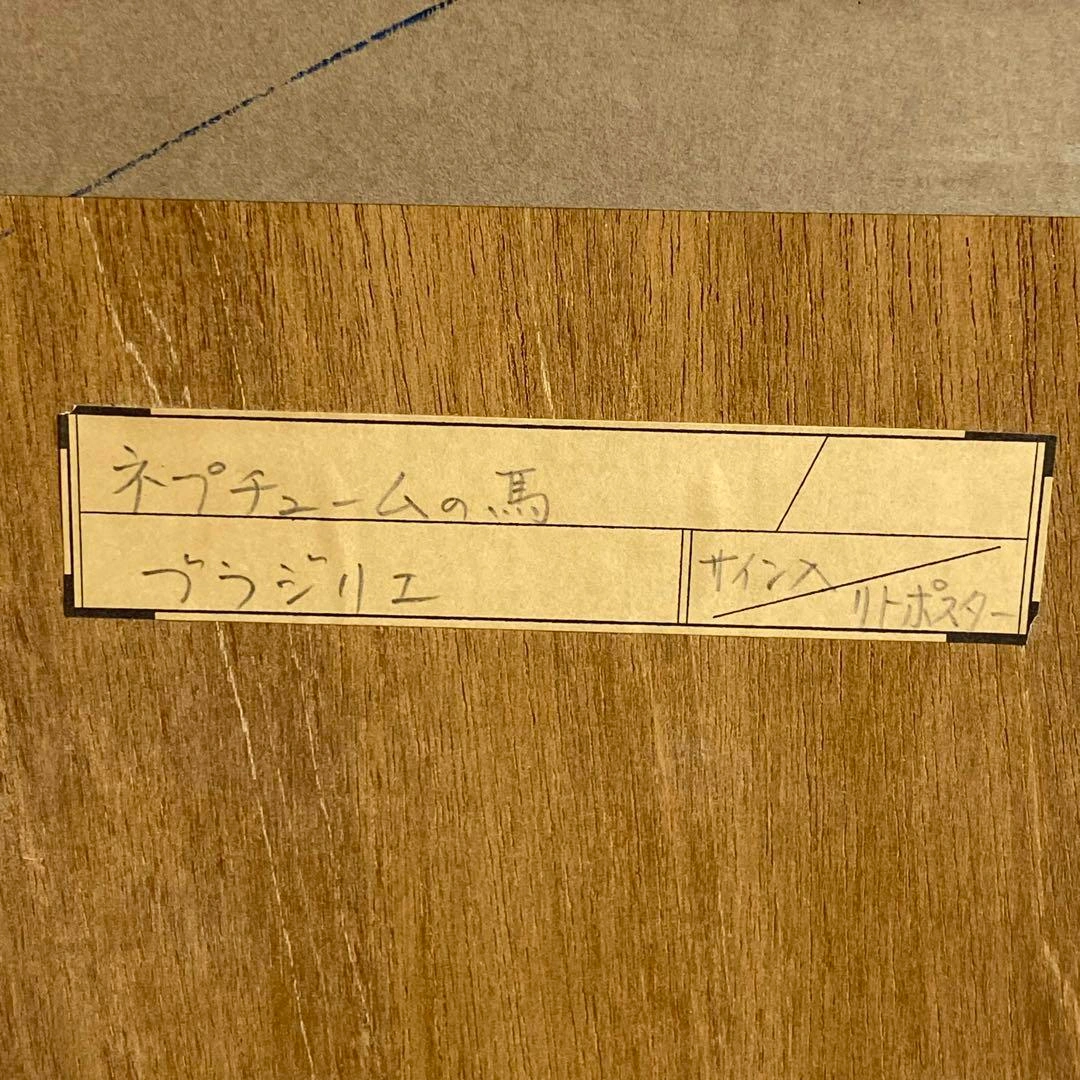 ネプチュームの馬
ブラジリエ
サイン入
リトポスター